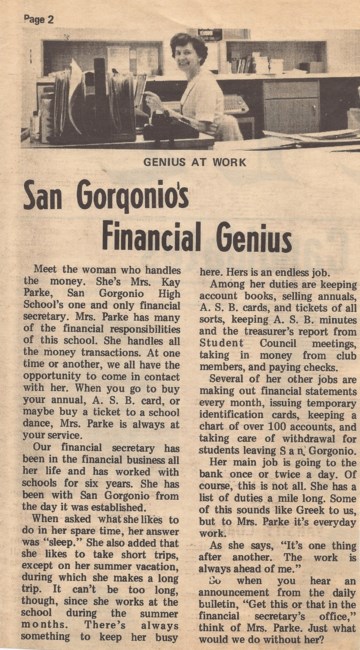 Page 2
GENIUS AT WORK
San Gorgonio's
Financial Genius
Meet the woman who handles
the money. She's Mrs. Kay
Parke, San Gorgonio High
School's one and only financial
secretary. Mrs. Parke has many
of the financial responsibilities
of this school. She handles all
the money transactions. At one
time or another, we all have the
opportunity to come in contact
with her. When you go to buy
your annual, A. S. B. card, or
maybe buy a ticket to a school
dance, Mrs. Parke is always at
your service.
Our financial secretary has
been in the financial business all
her life and has worked with
schools for six years. She has
been with San Gorgonio from
the day it was established.
When asked what she likes to
do in her spare time, her answer
was "sleep." She also added that
she likes to take short trips,
except on her summer vacation,
during which she makes a long
trip. It can't be too long,
though, since she works at the
school during the summer
months. There's always
something to keep her busy
here. Hers is an endless job.
Among her duties are keeping
account books, selling annuals,
A. S. B. cards, and tickets of all
sorts, keeping A. S. B. minutes
and the treasurer's report from
Student Council meetings,
taking in money from club
members, and paying checks.
Several of her other jobs are
making out financial statements
every month, issuing temporary
identification cards, keeping a
chart of over 100 accounts, and
taking care of withdrawal for
students leaving San Gorgonio.
Her main job is going to the
bank once or twice a day. Of
course, this is not all. She has a
list of duties a mile long. Some
of this sounds like Greek to us,
but to Mrs. Parke it's everyday
work.
As she says, "It's one thing
after another. The work is
always ahead of me."
So when you hear an
announcement from the daily
bulletin, "Get this or that in the
financial secretary's office,"
think of Mrs. Parke. Just what
would we do without her?